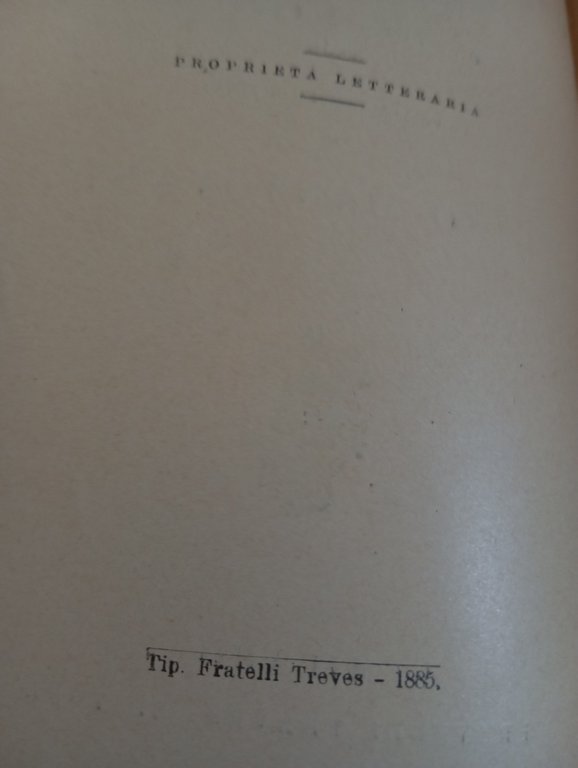 PROPRIETÀ LETTERARIA
Tip. Fratelli Treves - 1885.